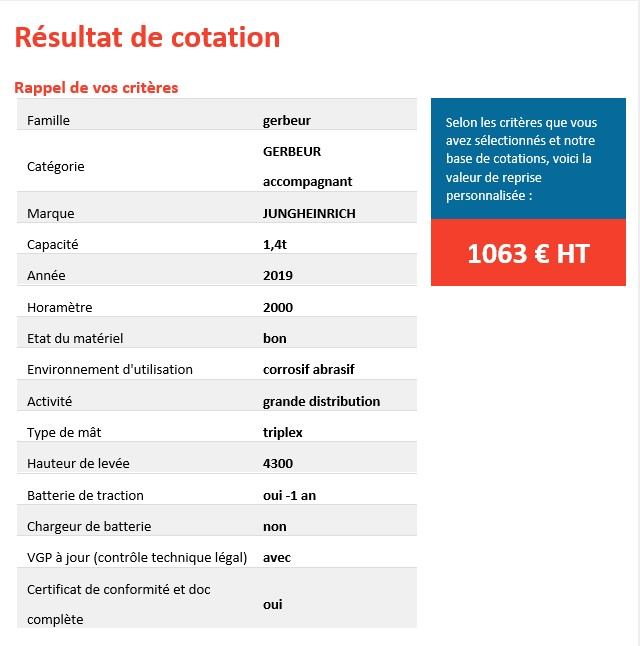 Résultat de cotation
Rappel de vos critères
Famille gerbeur
Catégorie GERBEUR
accompagnant
Marque JUNGHEINRICH
Capacité 1,4t
Année 2019
Horamètre 2000
Etat du matériel bon
Environnement d'utilisation corrosif abrasif
Activité grande distribution
Type de mât triplex
Hauteur de levée 4300
Batterie de traction oui -1 an
Chargeur de batterie non
VGP à jour (contrôle technique légal) avec
Certificat de conformité et doc
complète oui
Selon les critères que vous
avez sélectionnés et notre
base de cotations, voici la
valeur de reprise
personnalisée :
1063 € HT